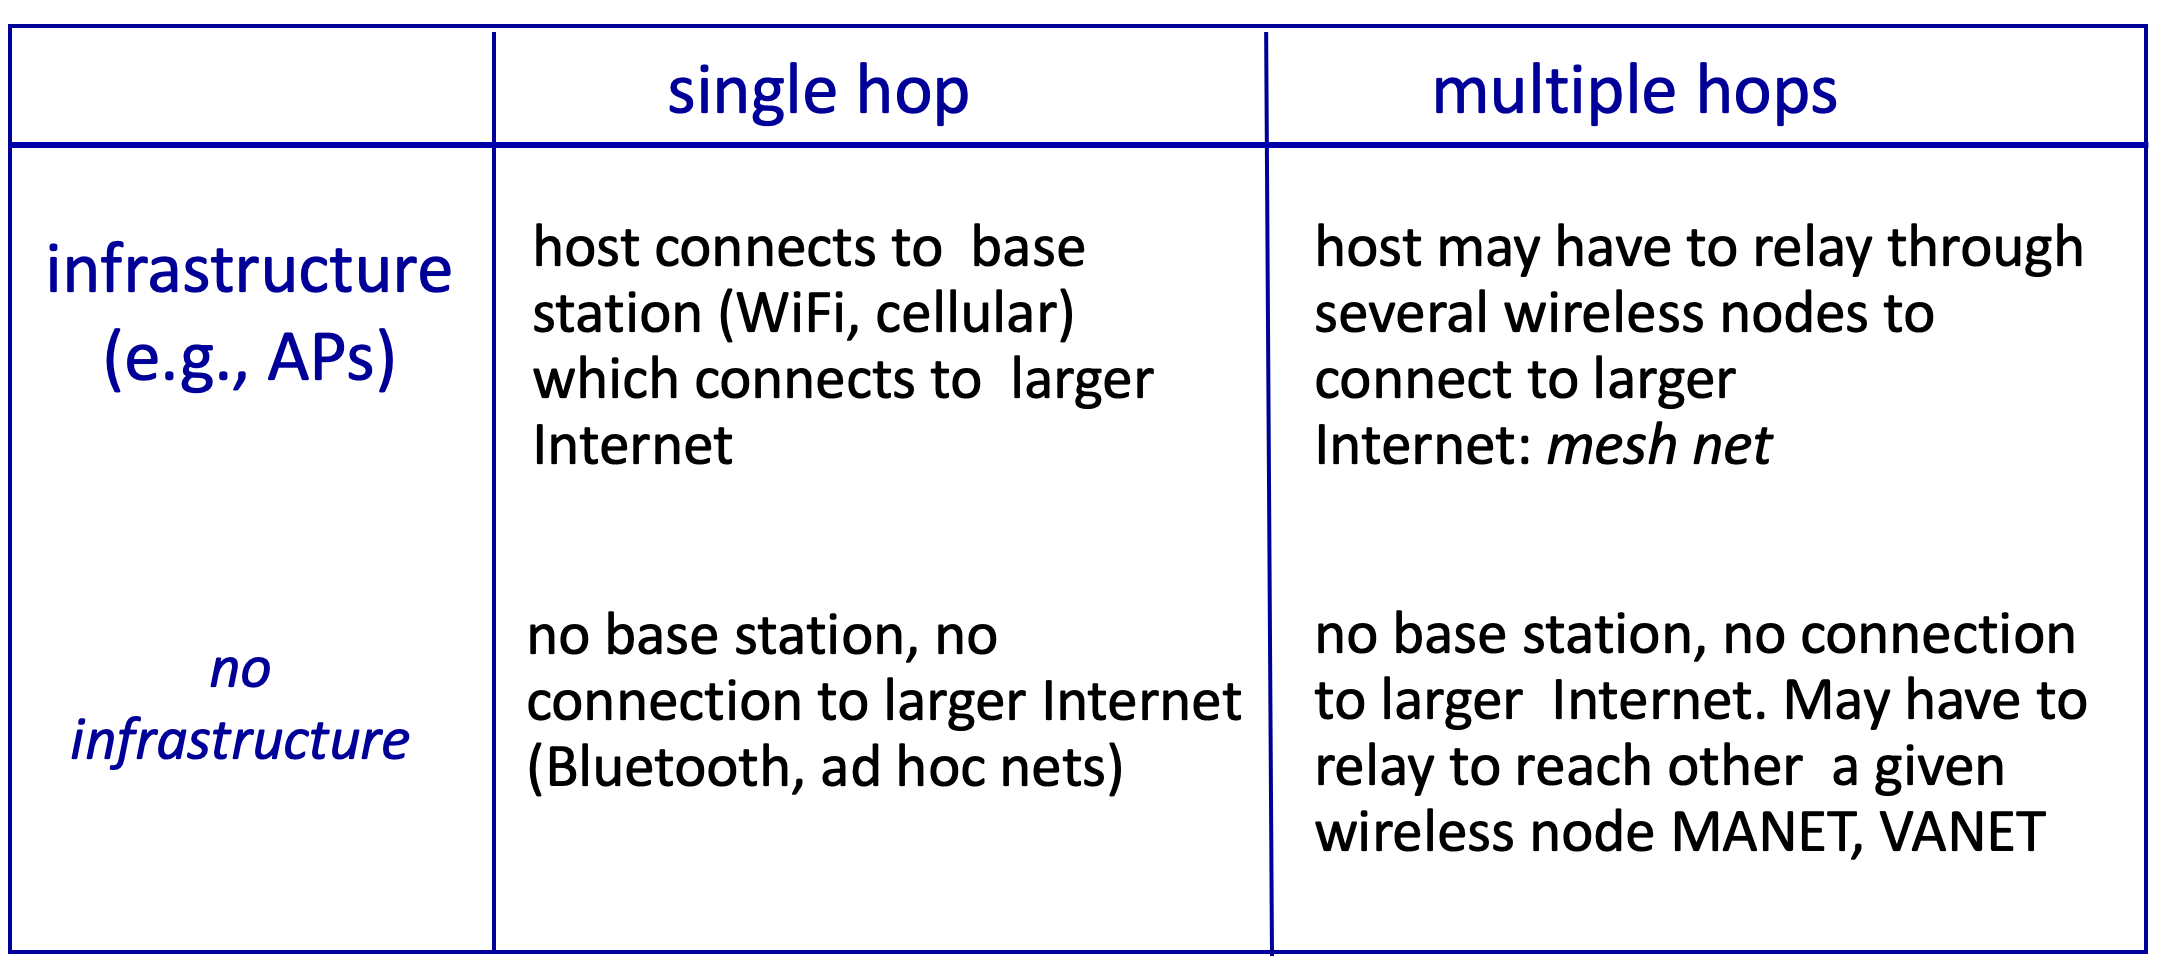 single hop
multiple hops
infrastructure
(e.g., APs)
host connects to  base
station (WiFi, cellular)
which connects to  larger
Internet
host may have to relay through
several wireless nodes to
connect to larger
Internet: mesh net
no
infrastructure
no base station, no
connection to larger Internet
(Bluetooth, ad hoc nets)
no base station, no connection
to larger  Internet. May have to
relay to reach other  a given
wireless node MANET, VANET